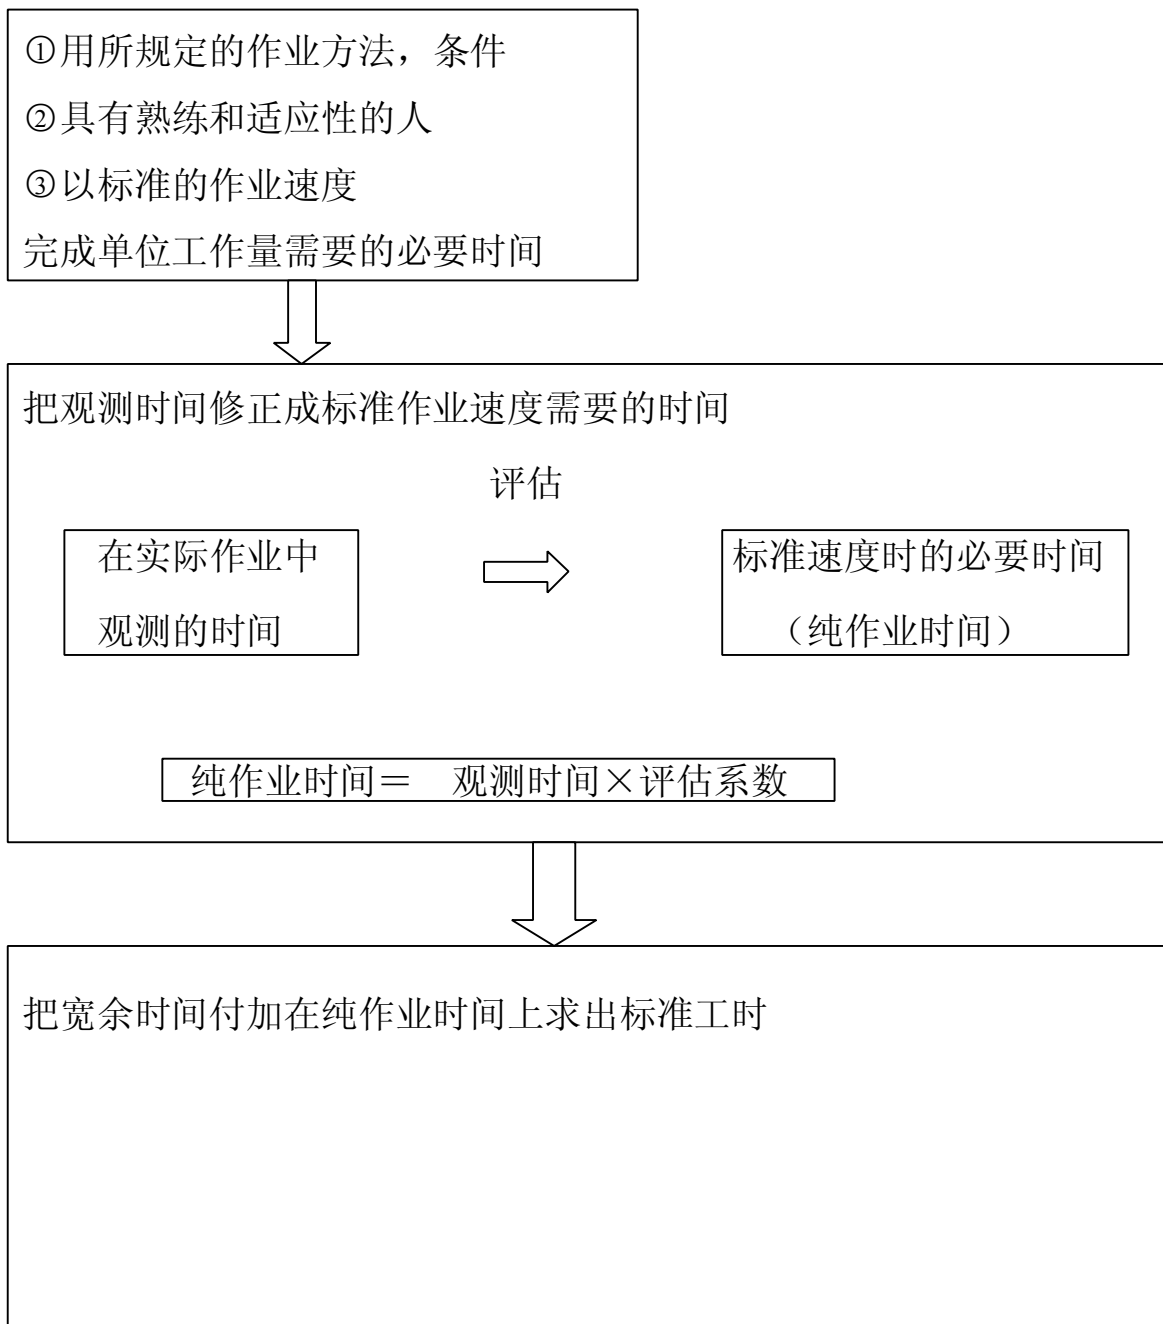 ①用所规定的作业方法，条件
②具有熟练和适应性的人
③以标准的作业速度
完成单位工作量需要的必要时间
把观测时间修正成标准作业速度需要的时间
评估
在实际作业中
观测的时间
标准速度时的必要时间
（纯作业时间）
纯作业时间＝　观测时间×评估系数
把宽余时间付加在纯作业时间上求出标准工时